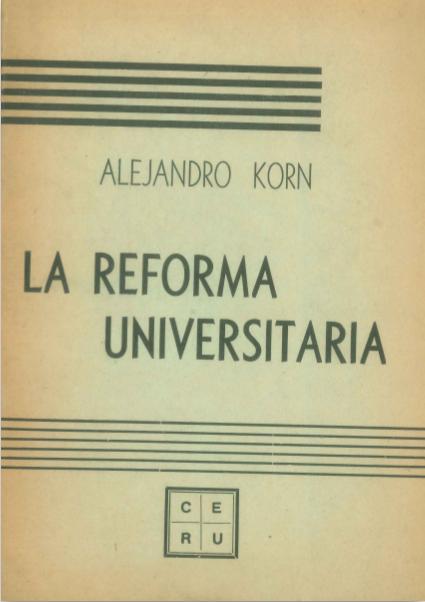 ALEJANDRO KORN
LA REFORMA
UNIVERSITARIA
C E
R U